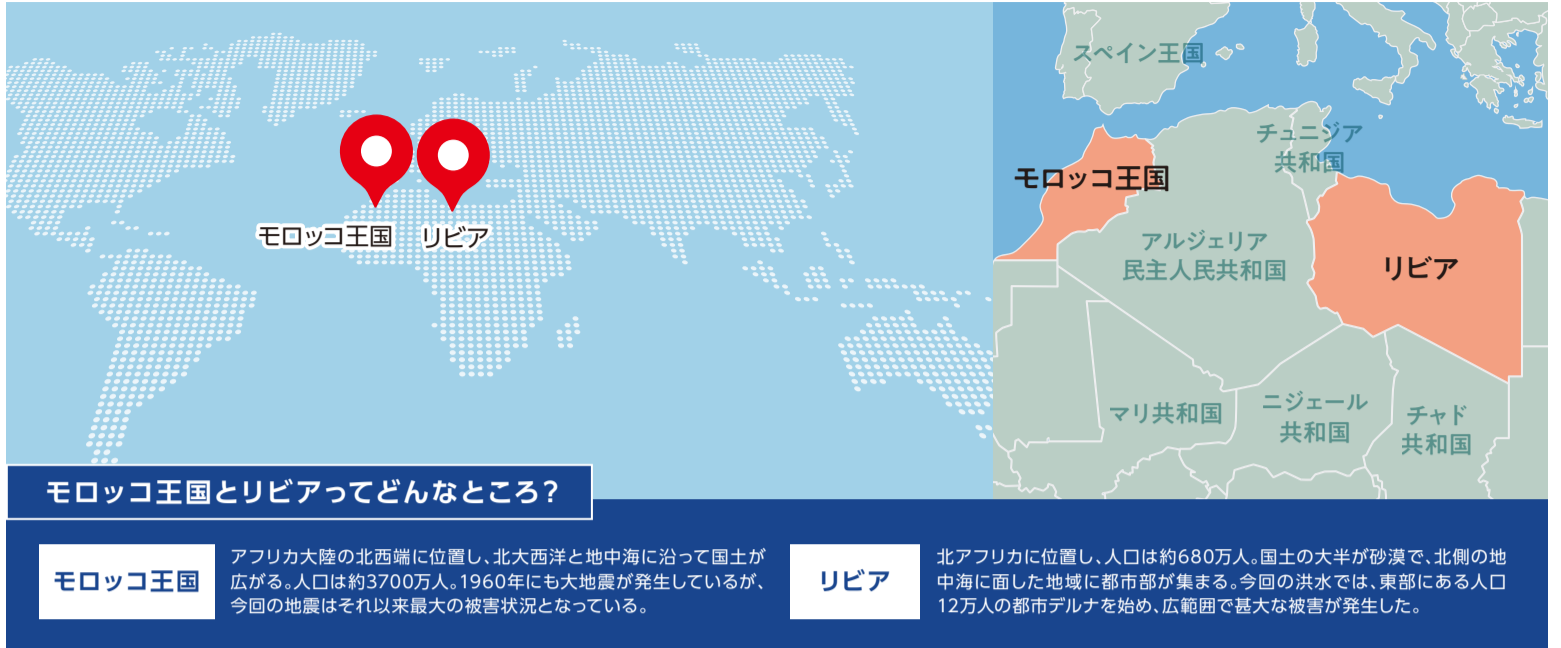 モロッコ王国
リビア
スペイン王国
チュニジア
共和国
モロッコ王国
アルジェリア
民主人民共和国
リビア
マリ共和国
ニジェール
共和国
チャド
共和国
モロッコ王国とリビアってどんなところ?
モロッコ王国
アフリカ大陸の北西端に位置し、北大西洋と地中海に沿って国土が
広がる。人口は約3700万人。1960年にも大地震が発生しているが、
今回の地震はそれ以来最大の被害状況となっている。
リビア
北アフリカに位置し、人口は約680万人。国土の大半が砂漠で、北側の地
中海に面した地域に都市部が集まる。今回の洪水では、東部にある人口
12万人の都市デルナを始め、広範囲で甚大な被害が発生した。